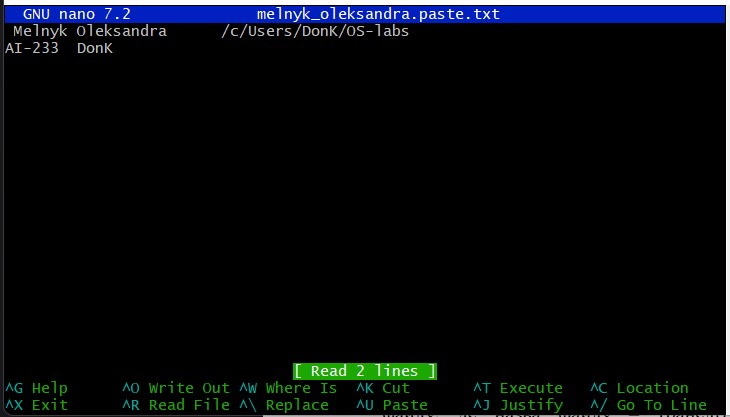 GNU nano 7.2 melnyk_oleksandra.paste.txt
Melnyk Oleksandra /c/Users/DonK/OS-labs
AI-233 DonK
[ Read 2 lines ]
^G Help ^O Write Out ^W Where Is ^K Cut ^T Execute ^C Location
^X Exit ^R Read File ^\ Replace ^U Paste ^J Justify ^/ Go To Line